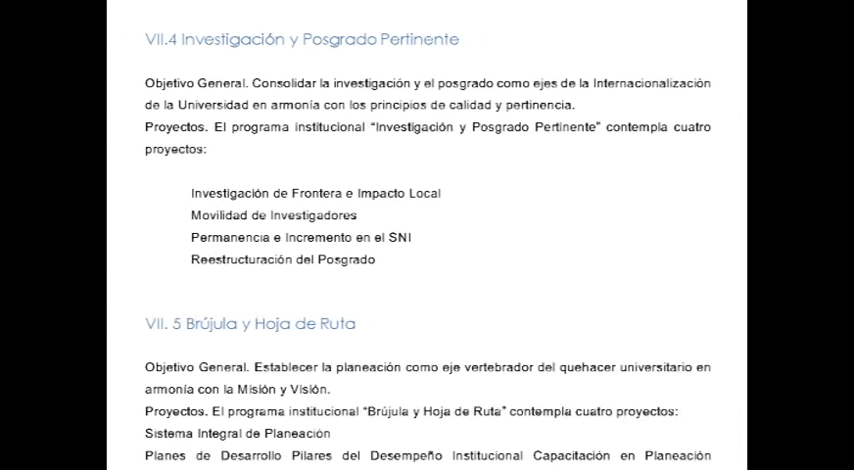 VII.4 Investigación y Posgrado Pertinente
Objetivo General. Consolidar la investigación y el posgrado como ejes de la Internacionalización
de la Universidad en armonía con los principios de calidad y pertinencia.
Proyectos. El programa institucional “Investigación y Posgrado Pertinente” contempla cuatro
proyectos:
Investigación de Frontera e Impacto Local
Movilidad de Investigadores
Permanencia e Incremento en el SNI
Reestructuración del Posgrado
VII. 5 Brújula y Hoja de Ruta
Objetivo General. Establecer la planeación como eje vertebrador del quehacer universitario en
armonía con la Misión y Visión.
Proyectos. El programa institucional “Brújula y Hoja de Ruta” contempla cuatro proyectos:
Sistema Integral de Planeación
Planes de Desarrollo Pilares del Desempeño Institucional Capacitación en Planeación